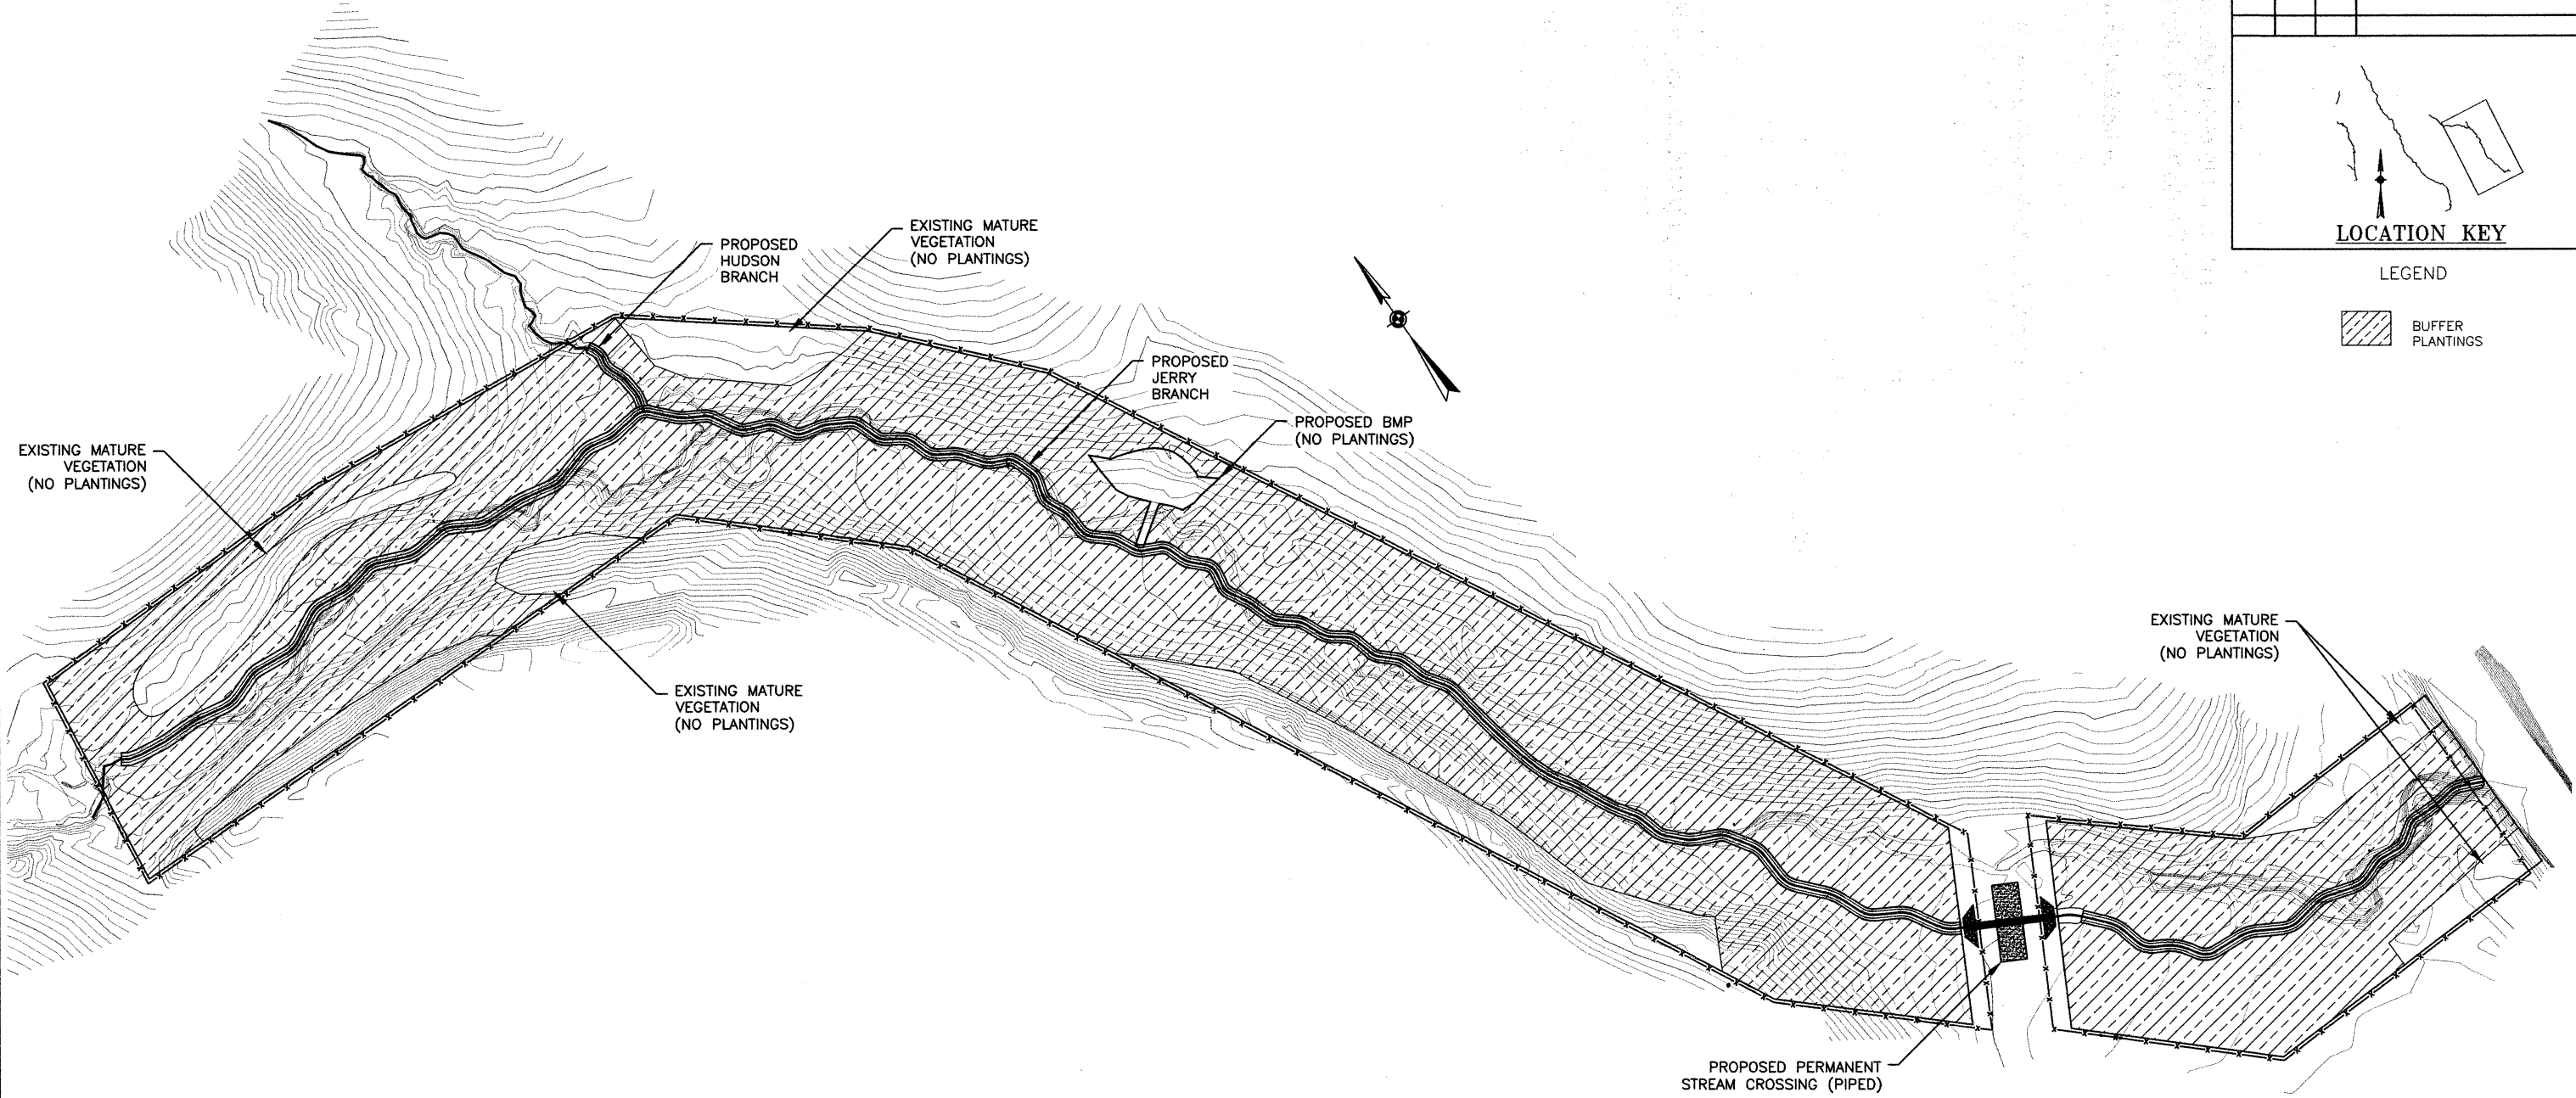 LOCATION KEY
LEGEND
BUFFER
PLANTINGS
PROPOSED
HUDSON
BRANCH
EXISTING MATURE
VEGETATION
(NO PLANTINGS)
PROPOSED
JERRY
BRANCH
PROPOSED BMP
(NO PLANTINGS)
EXISTING MATURE
VEGETATION
(NO PLANTINGS)
EXISTING MATURE
VEGETATION
(NO PLANTINGS)
EXISTING MATURE
VEGETATION
(NO PLANTINGS)
PROPOSED PERMANENT
STREAM CROSSING (PIPED)